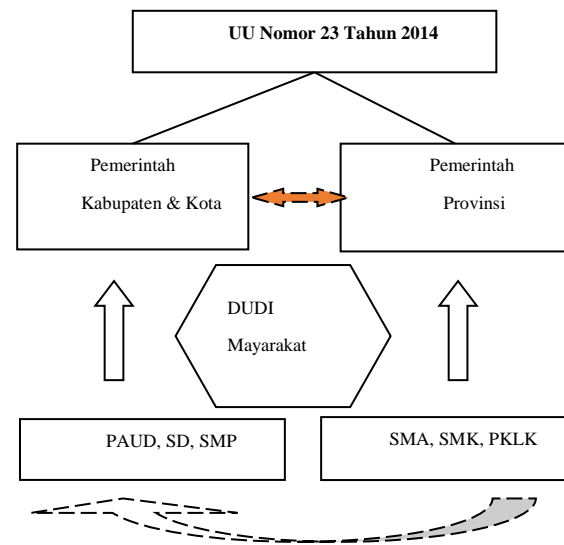 UU Nomor 23 Tahun 2014
Pemerintah
Kabupaten & Kota
Pemerintah
Provinsi
DUDI
Mayarakat
PAUD, SD, SMP
SMA, SMK, PKLK